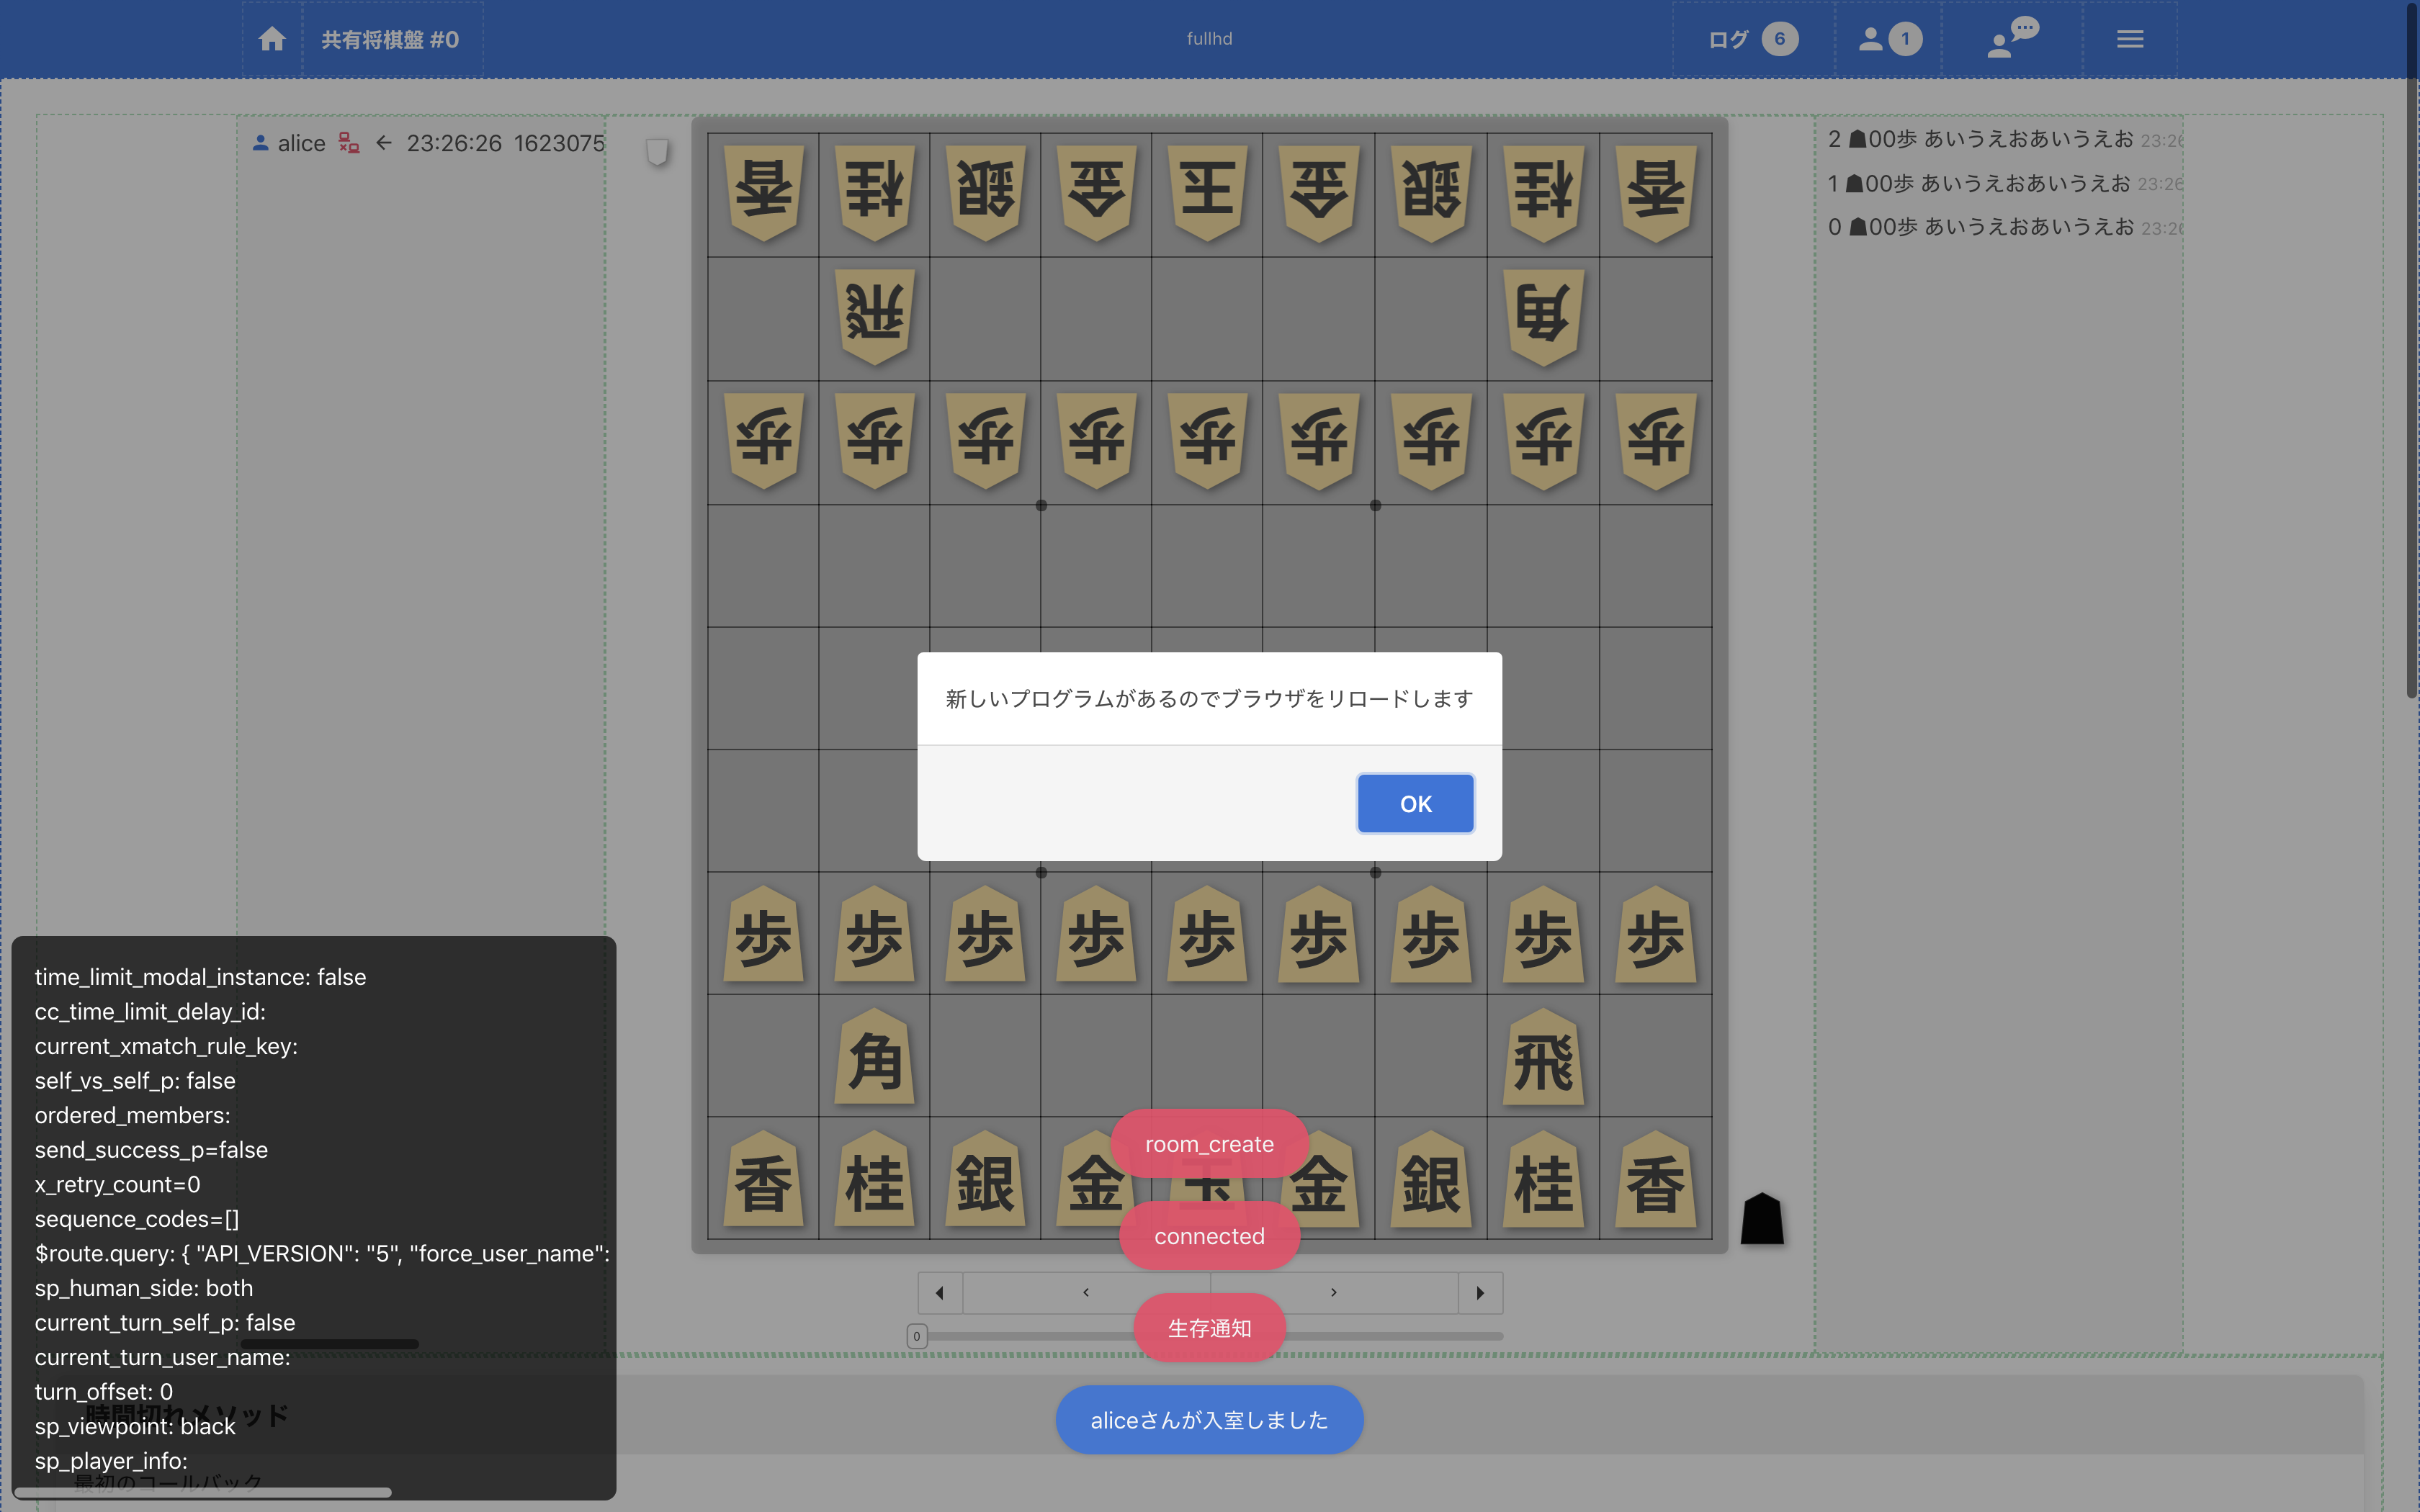 共有将棋盤 #0
fullhd
ログ 6
1
alice ← 23:26:26 1623075
2 ☗00歩 あいうえおあいうえお 23:26
1 ☗00歩 あいうえおあいうえお 23:26
0 ☗00歩 あいうえおあいうえお 23:26
香 桂 銀 金 玉 金 銀 桂 香
飛 角
歩 歩 歩 歩 歩 歩 歩 歩 歩
新しいプログラムがあるのでブラウザをリロードします
OK
歩 歩 歩 歩 歩 歩 歩 歩 歩
角 飛
香 桂 銀 金 玉 金 銀 桂 香
room_create
connected
生存通知
aliceさんが入室しました
0
time_limit_modal_instance: false
cc_time_limit_delay_id:
current_xmatch_rule_key:
self_vs_self_p: false
ordered_members:
send_success_p=false
x_retry_count=0
sequence_codes=[]
$route.query: { "API_VERSION": "5", "force_user_name":
sp_human_side: both
current_turn_self_p: false
current_turn_user_name:
turn_offset: 0
sp_viewpoint: black
sp_player_info:
時間切れメソッド
最初のコールバック